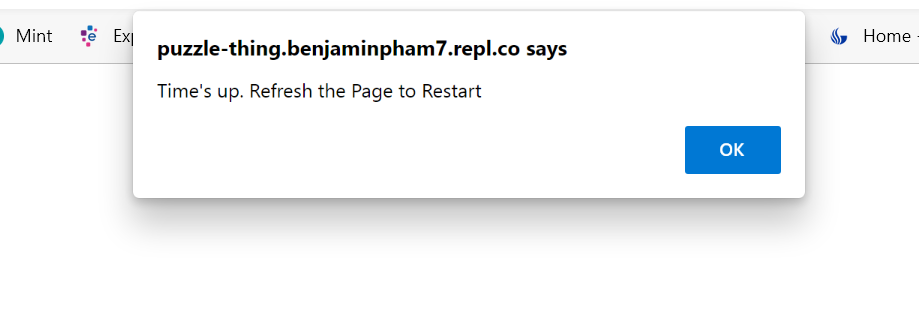 puzzle-thing.benjaminpham7.repl.co says
Mint
Home
Time's up. Refresh the Page to Restart
OK